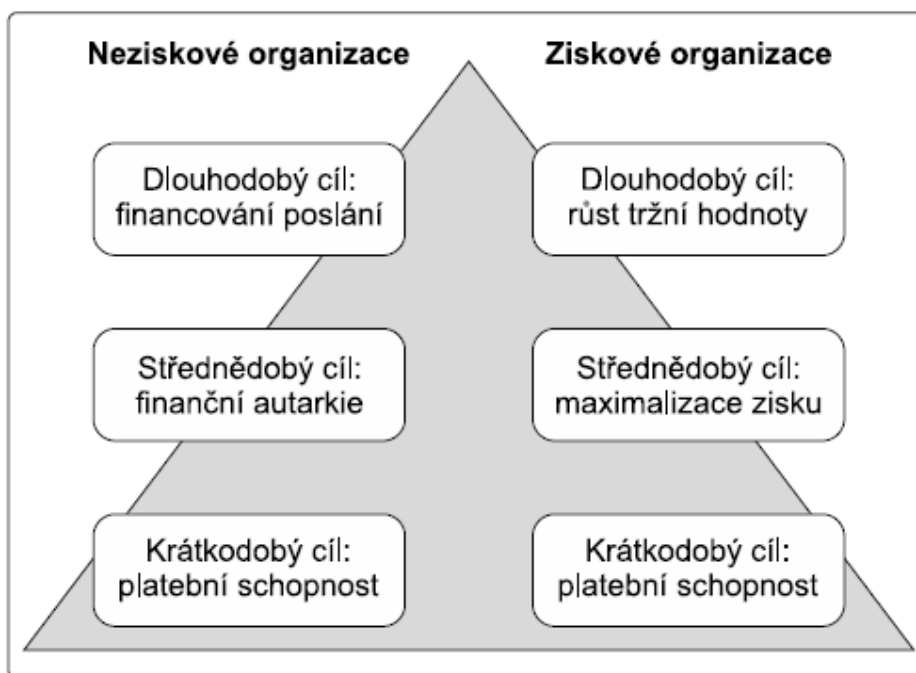 Neziskové organizace
Ziskové organizace
Dlouhodobý cíl:
financování poslání
Dlouhodobý cíl:
růst tržní hodnoty
Střednědobý cíl:
finanční autarkie
Střednědobý cíl:
maximalizace zisku
Krátkodobý cíl:
platební schopnost
Krátkodobý cíl:
platební schopnost